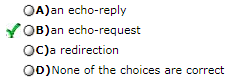 A)an echo-reply
B)an echo-request
C)a redirection
D)None of the choices are correct